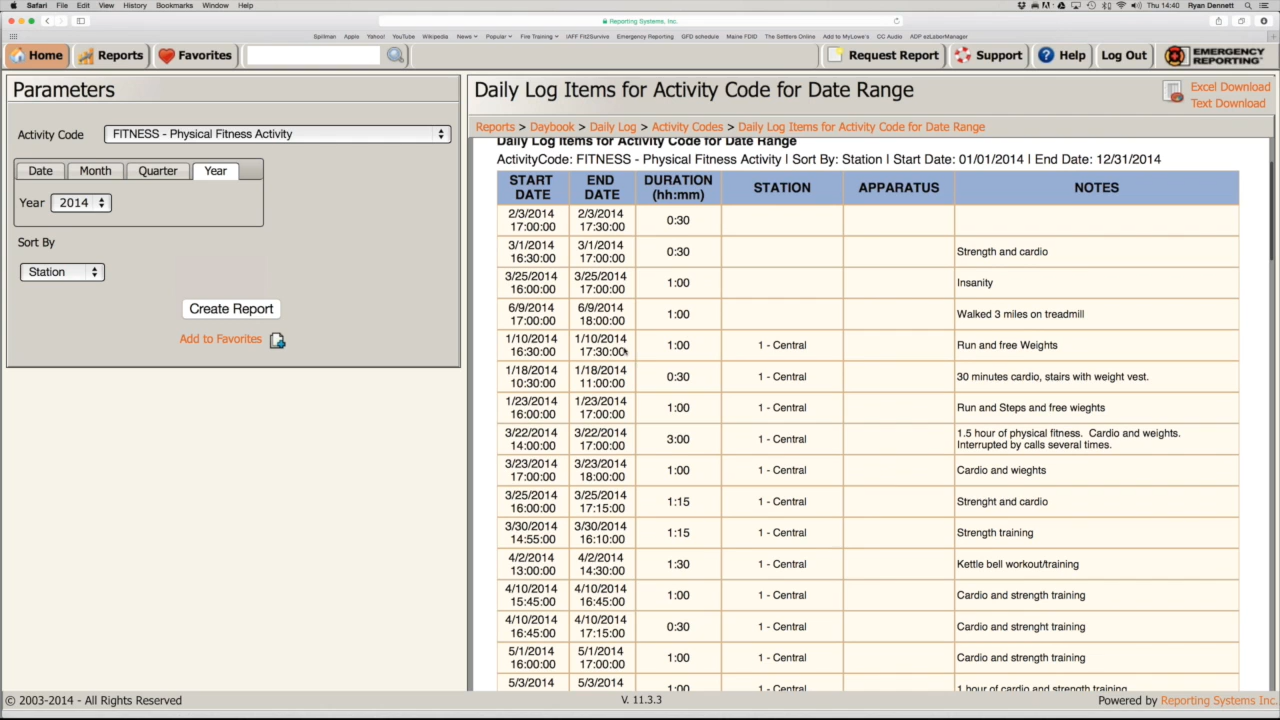 Safari File Edit View History Bookmarks Window Help Thu 14:40 Ryan Dennett
Reporting Systems, Inc.
Spillman Apple Yahoo! YouTube Wikipedia News Popular Fire Training IAFF Fit2Survive Emergency Reporting GFD schedule Maine FDID The Settlers Online Add to MyLowe's CC Audio ADP ezLaborManager
Home Reports Favorites Request Report Support Help Log Out EMERGENCY REPORTING
Parameters
Activity Code FITNESS - Physical Fitness Activity
Date Month Quarter Year
Year 2014
Sort By
Station
Create Report
Add to Favorites
Daily Log Items for Activity Code for Date Range
Excel Download
Text Download
Reports > Daybook > Daily Log > Activity Codes > Daily Log Items for Activity Code for Date Range
Daily Log Items for Activity Code for Date Range
ActivityCode: FITNESS - Physical Fitness Activity | Sort By: Station | Start Date: 01/01/2014 | End Date: 12/31/2014
START DATE END DATE DURATION (hh:mm) STATION APPARATUS NOTES
2/3/2014 17:00:00 2/3/2014 17:30:00 0:30
3/1/2014 16:30:00 3/1/2014 17:00:00 0:30 Strength and cardio
3/25/2014 16:00:00 3/25/2014 17:00:00 1:00 Insanity
6/9/2014 17:00:00 6/9/2014 18:00:00 1:00 Walked 3 miles on treadmill
1/10/2014 16:30:00 1/10/2014 17:30:00 1:00 1 - Central Run and free Weights
1/18/2014 10:30:00 1/18/2014 11:00:00 0:30 1 - Central 30 minutes cardio, stairs with weight vest.
1/23/2014 16:00:00 1/23/2014 17:00:00 1:00 1 - Central Run and Steps and free wieghts
3/22/2014 14:00:00 3/22/2014 17:00:00 3:00 1 - Central 1.5 hour of physical fitness. Cardio and weights. Interrupted by calls several times.
3/23/2014 17:00:00 3/23/2014 18:00:00 1:00 1 - Central Cardio and wieghts
3/25/2014 16:00:00 3/25/2014 17:15:00 1:15 1 - Central Strenght and cardio
3/30/2014 14:55:00 3/30/2014 16:10:00 1:15 1 - Central Strength training
4/2/2014 13:00:00 4/2/2014 14:30:00 1:30 1 - Central Kettle bell workout/training
4/10/2014 15:45:00 4/10/2014 16:45:00 1:00 1 - Central Cardio and strength training
4/10/2014 16:45:00 4/10/2014 17:15:00 0:30 1 - Central Cardio and strenght training
5/1/2014 16:00:00 5/1/2014 17:00:00 1:00 1 - Central Cardio and strength training
5/3/2014 5/3/2014 1:00 1 - Central 1 hour of cardio and strength training
© 2003-2014 - All Rights Reserved V. 11.3.3 Powered by Reporting Systems Inc.